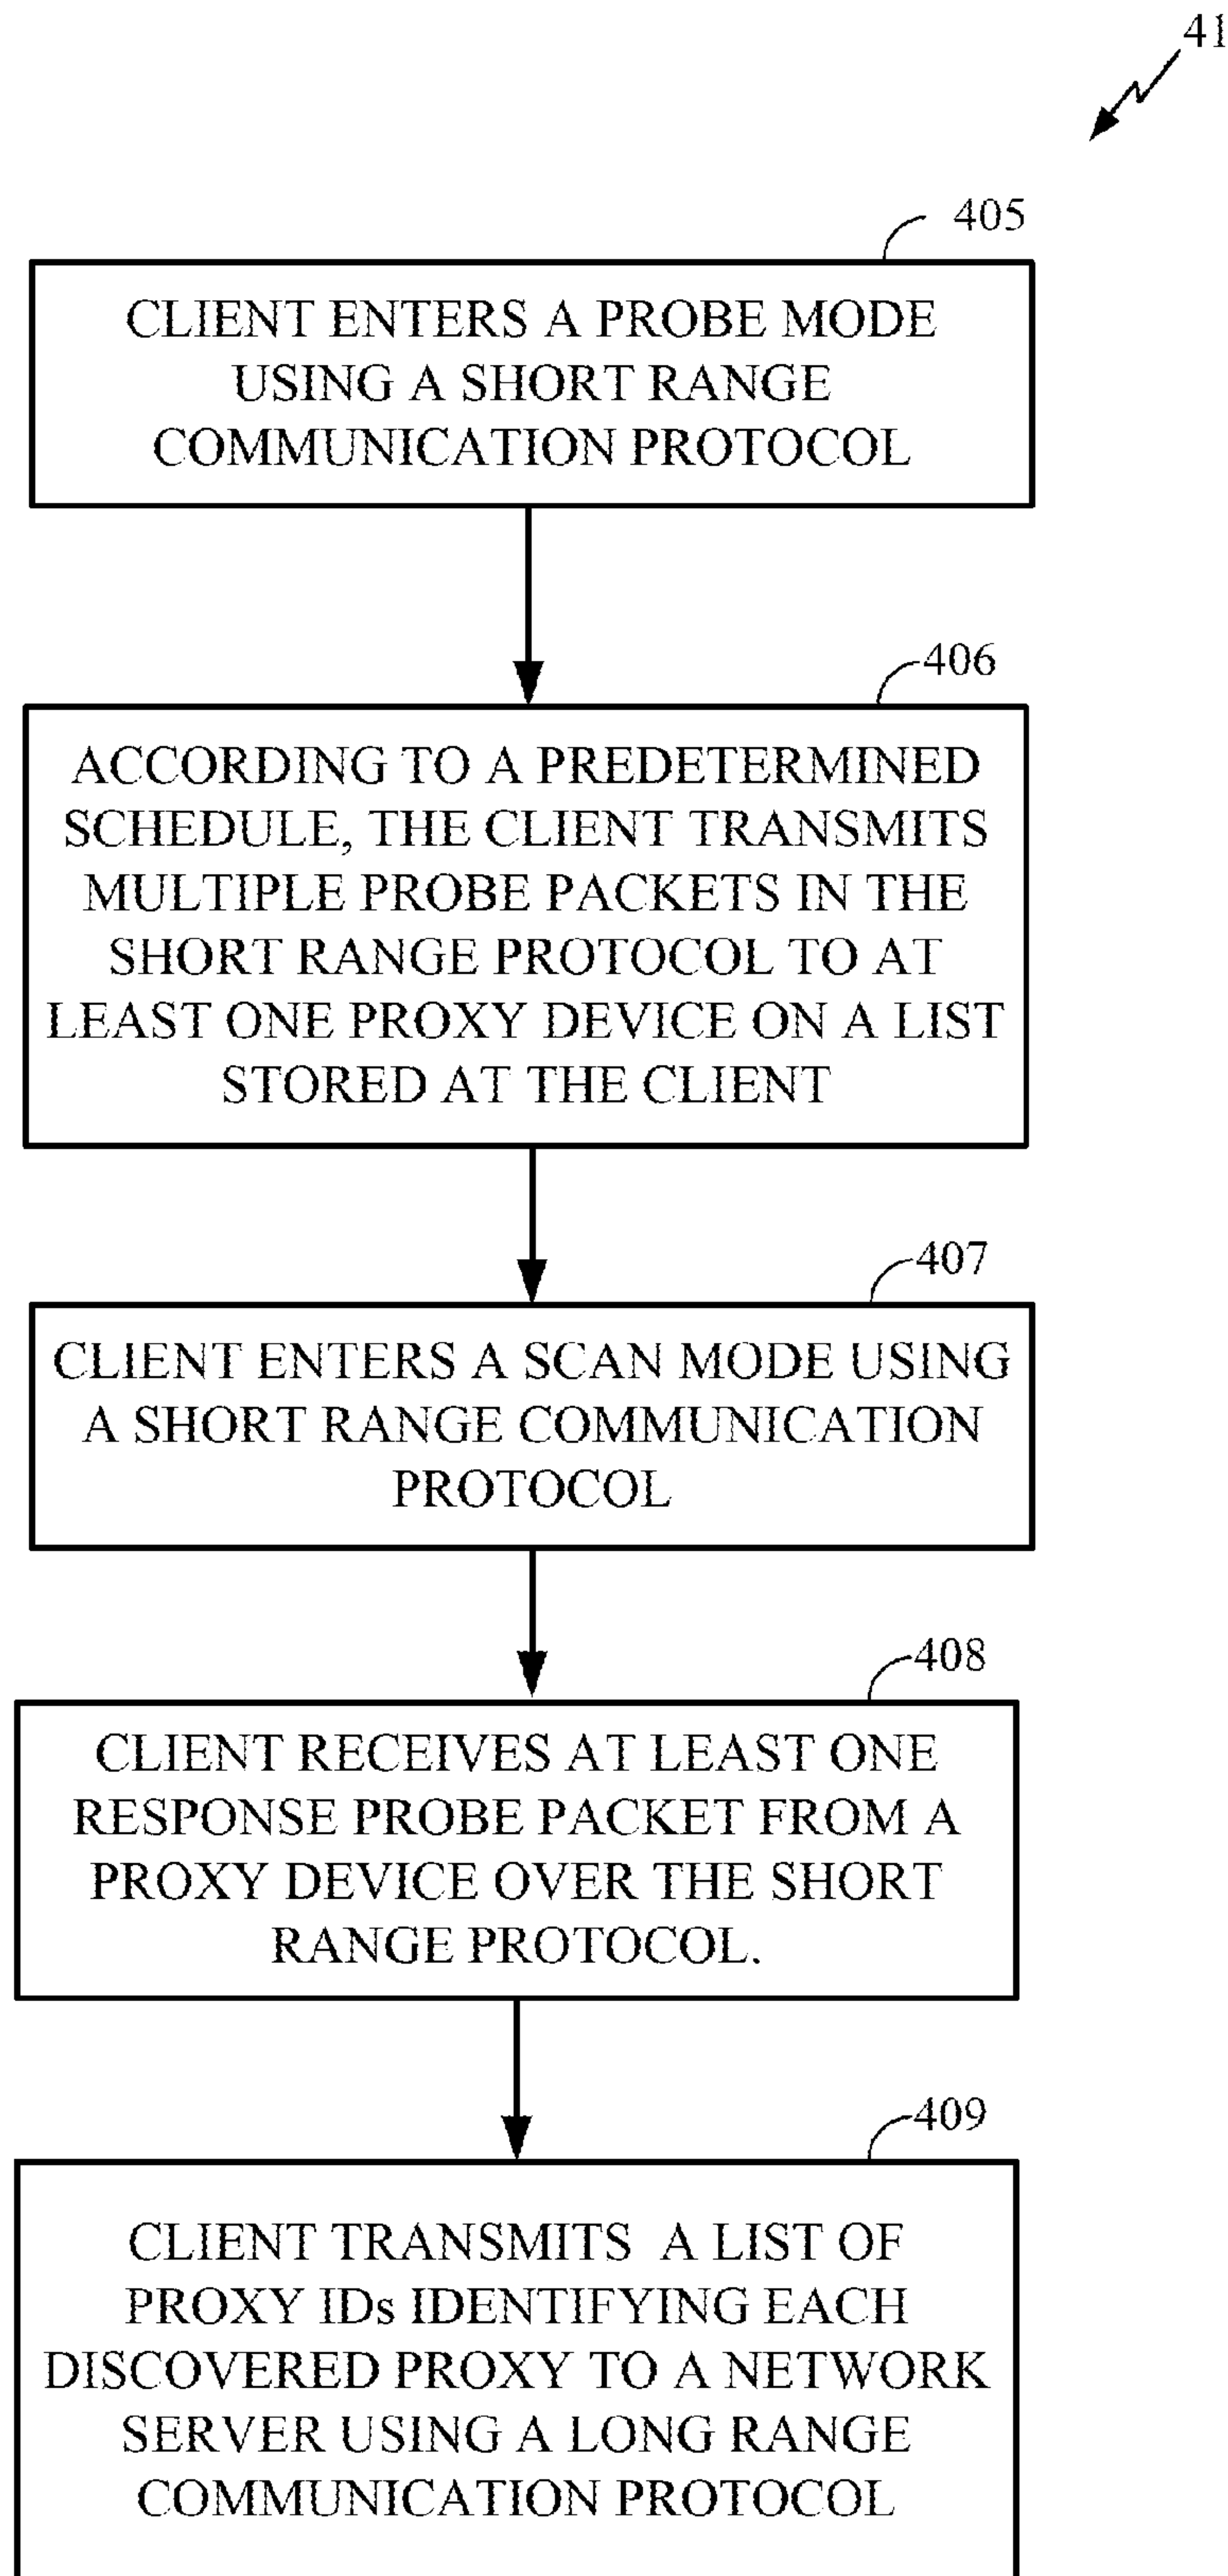 41
405
CLIENT ENTERS A PROBE MODE
USING A SHORT RANGE
COMMUNICATION PROTOCOL
406
ACCORDING TO A PREDETERMINED
SCHEDULE, THE CLIENT TRANSMITS
MULTIPLE PROBE PACKETS IN THE
SHORT RANGE PROTOCOL TO AT
LEAST ONE PROXY DEVICE ON A LIST
STORED AT THE CLIENT
407
CLIENT ENTERS A SCAN MODE USING
A SHORT RANGE COMMUNICATION
PROTOCOL
408
CLIENT RECEIVES AT LEAST ONE
RESPONSE PROBE PACKET FROM A
PROXY DEVICE OVER THE SHORT
RANGE PROTOCOL.
409
CLIENT TRANSMITS A LIST OF
PROXY IDs IDENTIFYING EACH
DISCOVERED PROXY TO A NETWORK
SERVER USING A LONG RANGE
COMMUNICATION PROTOCOL